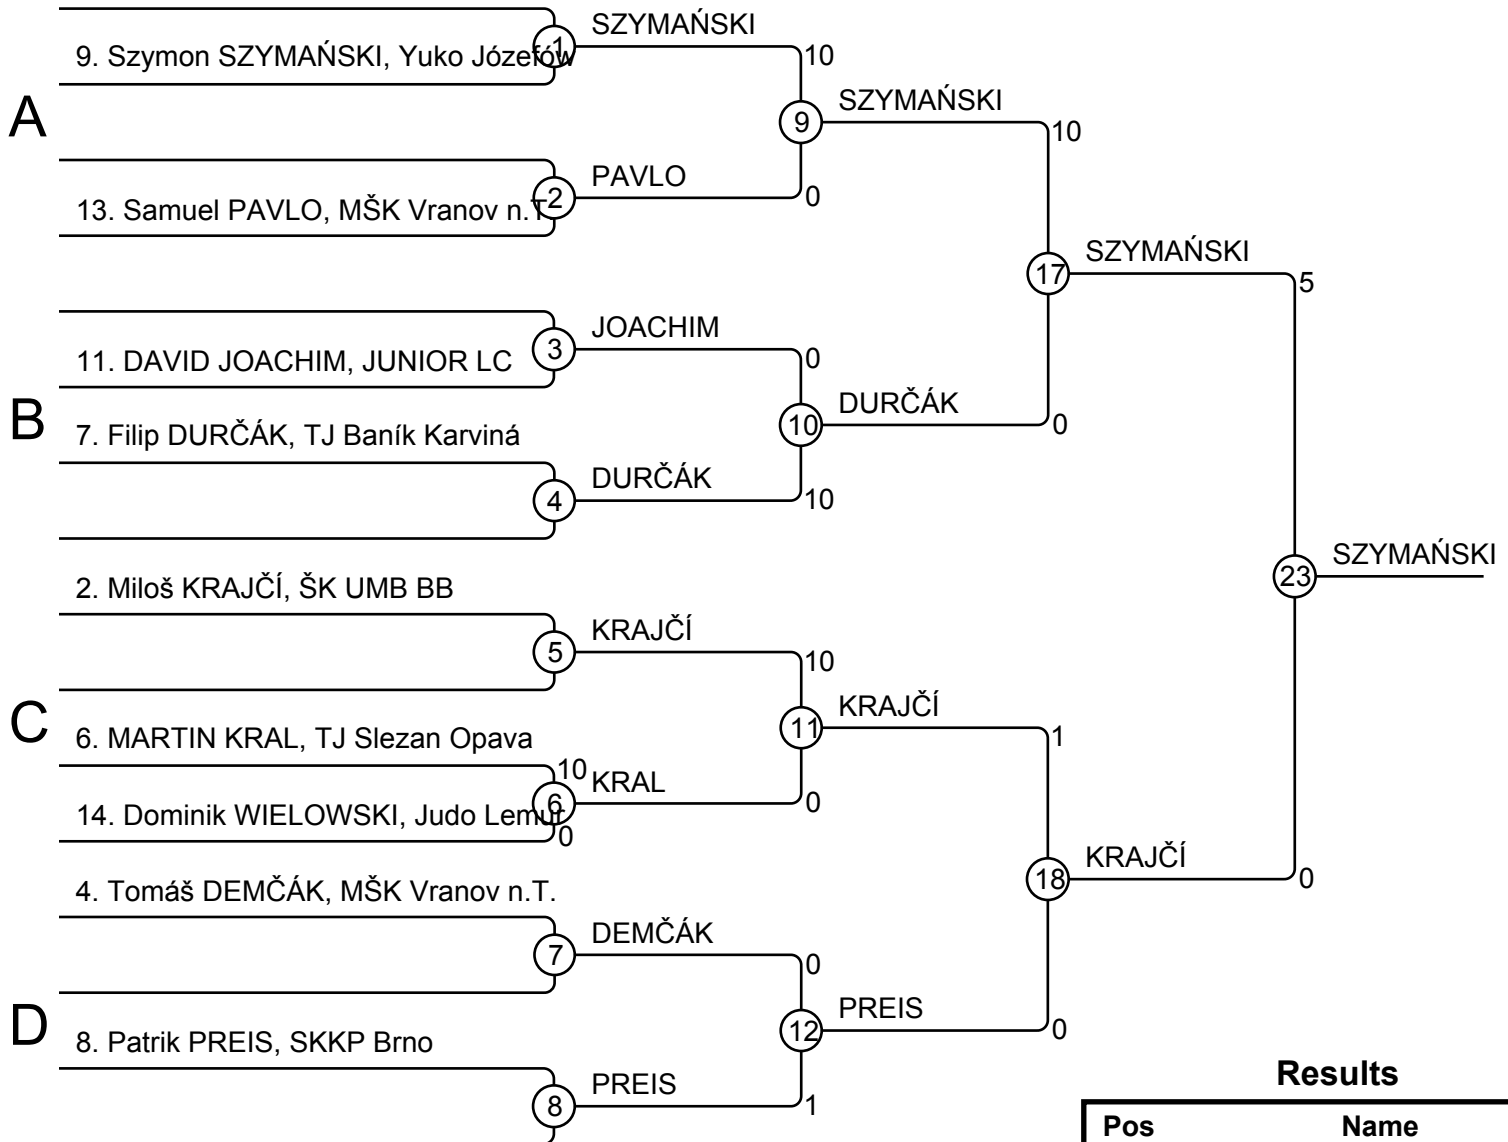 SZYMAŃSKI
9. Szymon SZYMAŃSKI, Yuko Józefów
1
10
A
9
SZYMAŃSKI
10
PAVLO
13. Samuel PAVLO, MŠK Vranov n.T
2
0
17
SZYMAŃSKI
5
JOACHIM
11. DAVID JOACHIM, JUNIOR LC
3
0
B
7. Filip DURČÁK, TJ Baník Karviná
10
DURČÁK
0
DURČÁK
4
10
23
SZYMAŃSKI
2. Miloš KRAJČÍ, ŠK UMB BB
KRAJČÍ
5
10
C
6. MARTIN KRAL, TJ Slezan Opava
11
KRAJČÍ
1
10
KRAL
14. Dominik WIELOWSKI, Judo Lemur
6
0
0
18
KRAJČÍ
0
4. Tomáš DEMČÁK, MŠK Vranov n.T.
DEMČÁK
7
0
D
8. Patrik PREIS, SKKP Brno
12
PREIS
0
PREIS
8
1
Results
Pos Name